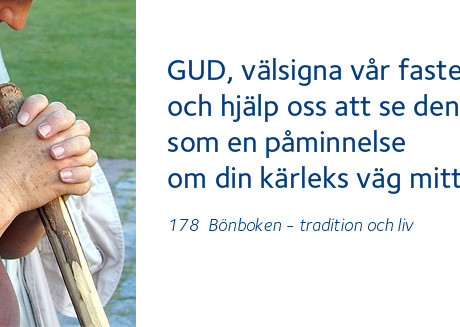 GUD, välsigna vår faste
och hjälp oss att se den
som en påminnelse
om din kärleks väg mitt
178 Bönboken – tradition och liv